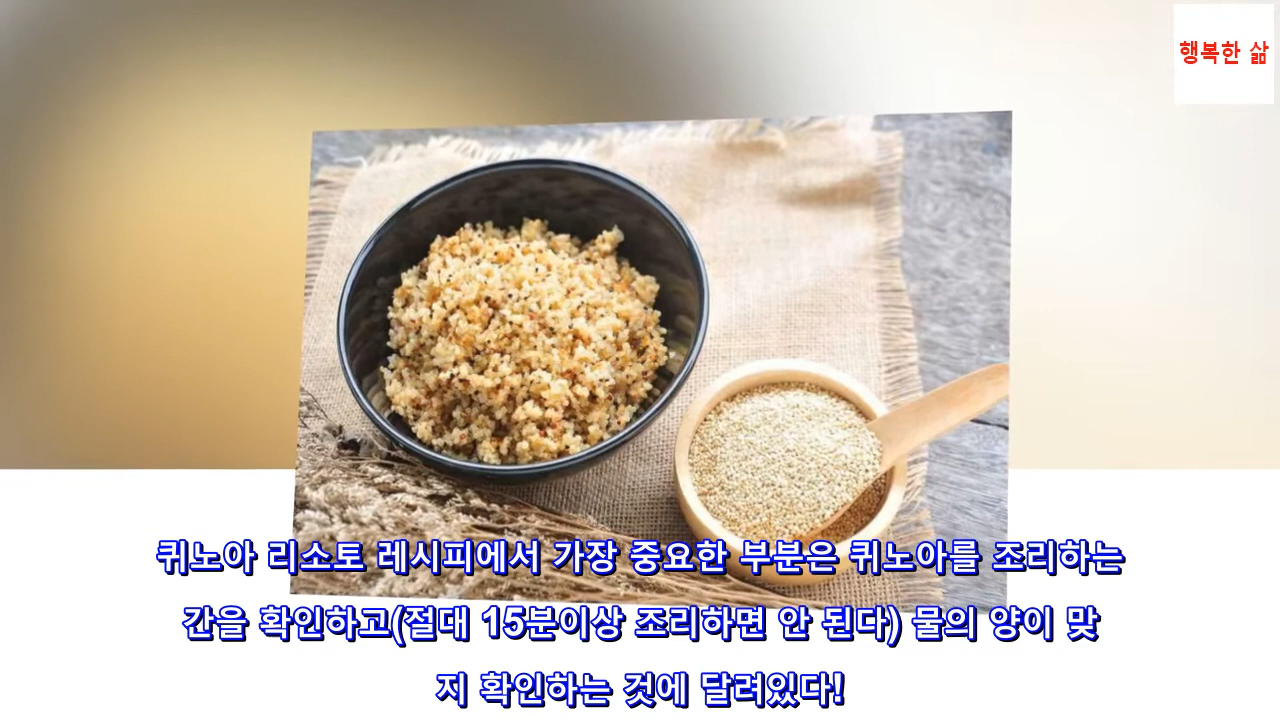 행복한 삶
퀴노아 리소토 레시피에서 가장 중요한 부분은 퀴노아를 조리하는
간을 확인하고(절대 15분이상 조리하면 안 된다) 물의 양이 맞
지 확인하는 것에 달려있다!